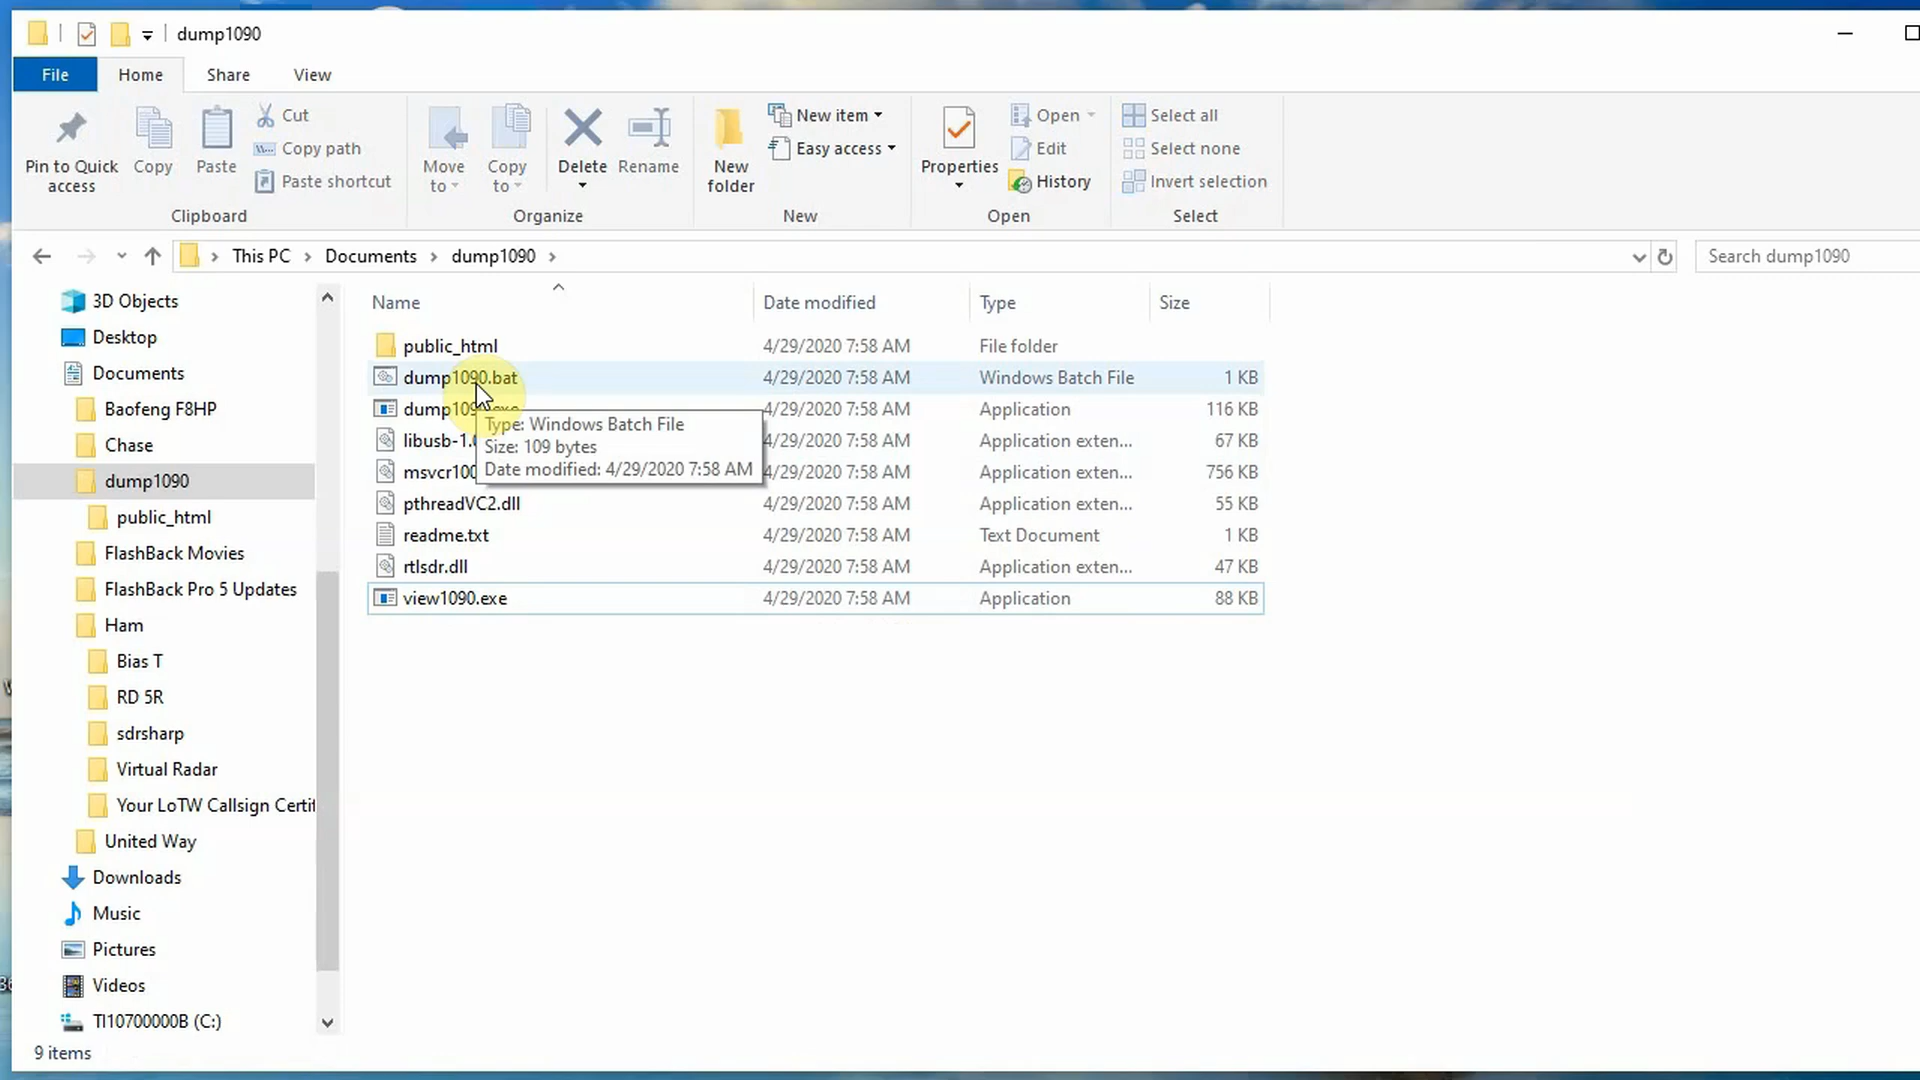 dump1090
File Home Share View
Pin to Quick access
Copy
Paste
Cut
Copy path
Paste shortcut
Clipboard
Move to
Copy to
Delete
Rename
Organize
New folder
New item
Easy access
New
Properties
Open
Edit
History
Open
Select all
Select none
Invert selection
Select
This PC > Documents > dump1090 >
Search dump1090
3D Objects
Desktop
Documents
Baofeng F8HP
Chase
dump1090
public_html
FlashBack Movies
FlashBack Pro 5 Updates
Ham
Bias T
RD 5R
sdrsharp
Virtual Radar
Your LoTW Callsign Certif
United Way
Downloads
Music
Pictures
Videos
TI10700000B (C:)
Name Date modified Type Size
public_html 4/29/2020 7:58 AM File folder
dump1090.bat 4/29/2020 7:58 AM Windows Batch File 1 KB
dump1090.exe 4/29/2020 7:58 AM Application 116 KB
libusb-1.0 4/29/2020 7:58 AM Application exten... 67 KB
msvcr100 4/29/2020 7:58 AM Application exten... 756 KB
pthreadVC2.dll 4/29/2020 7:58 AM Application exten... 55 KB
readme.txt 4/29/2020 7:58 AM Text Document 1 KB
rtlsdr.dll 4/29/2020 7:58 AM Application exten... 47 KB
view1090.exe 4/29/2020 7:58 AM Application 88 KB
Type: Windows Batch File
Size: 109 bytes
Date modified: 4/29/2020 7:58 AM
9 items